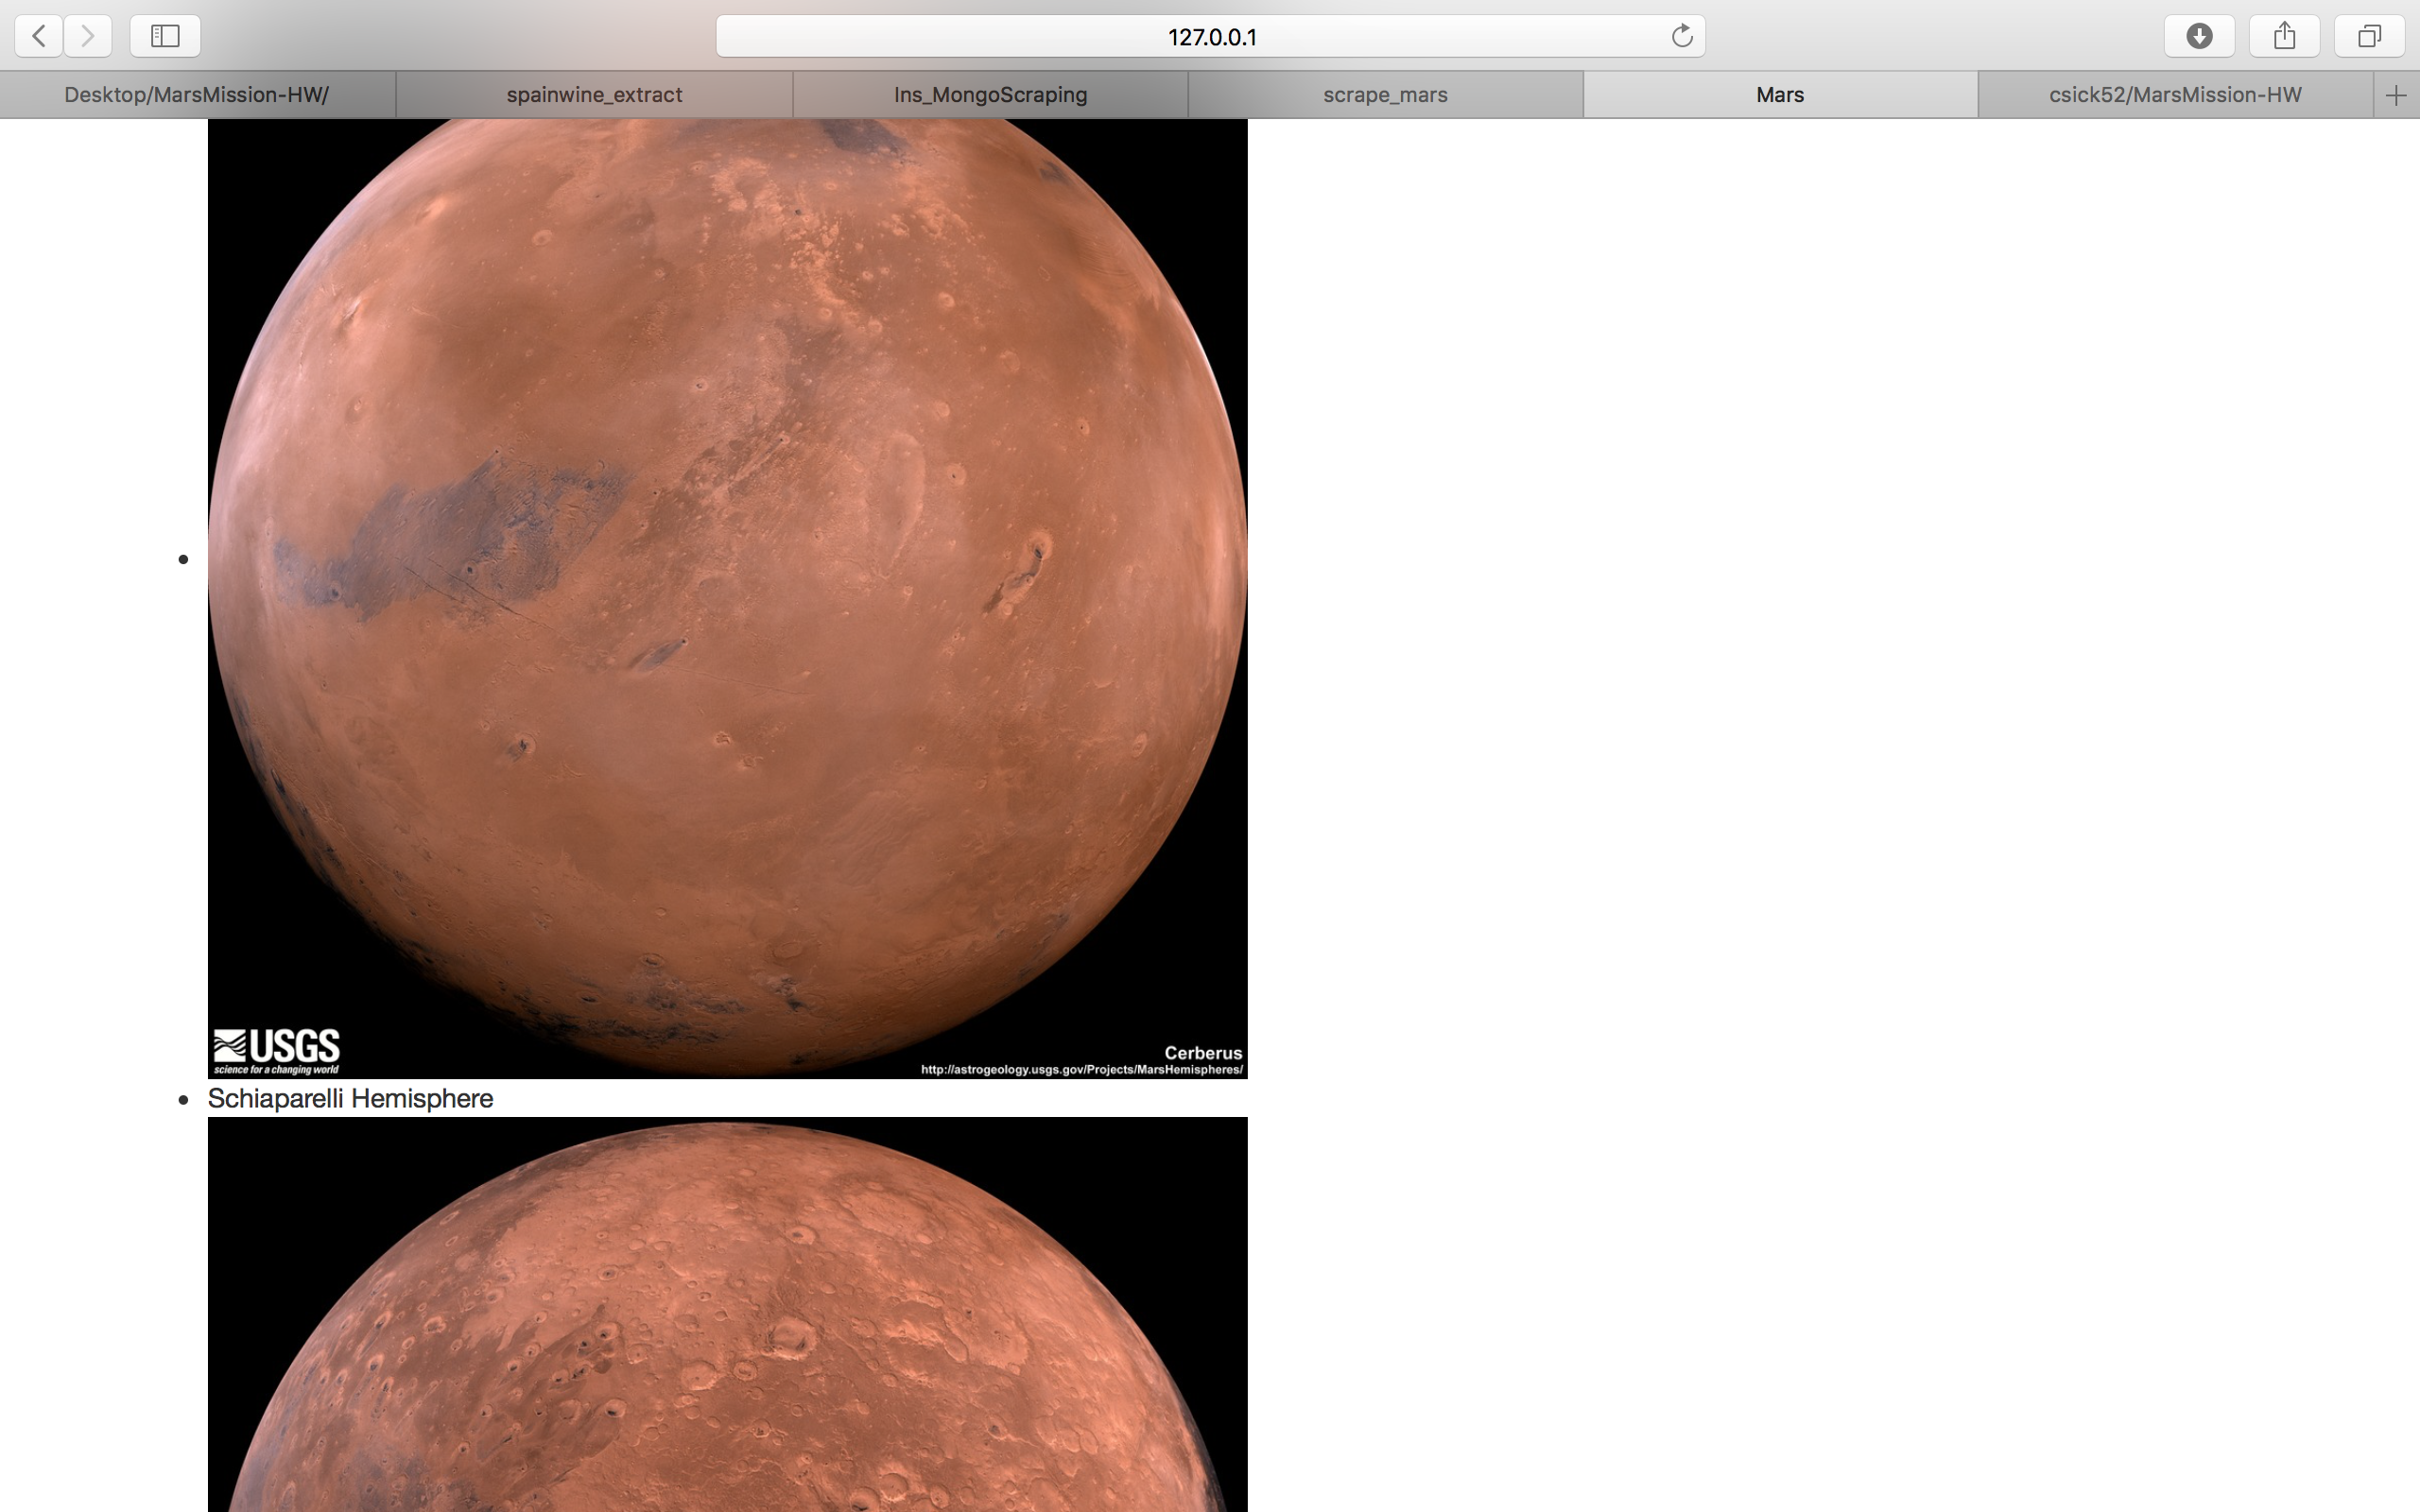 127.0.0.1
Desktop/MarsMission-HW/
spainwine_extract
Ins_MongoScraping
scrape_mars
Mars
csick52/MarsMission-HW
USGS
science for a changing world
Cerberus
http://astrogeology.usgs.gov/Projects/MarsHemispheres/
Schiaparelli Hemisphere